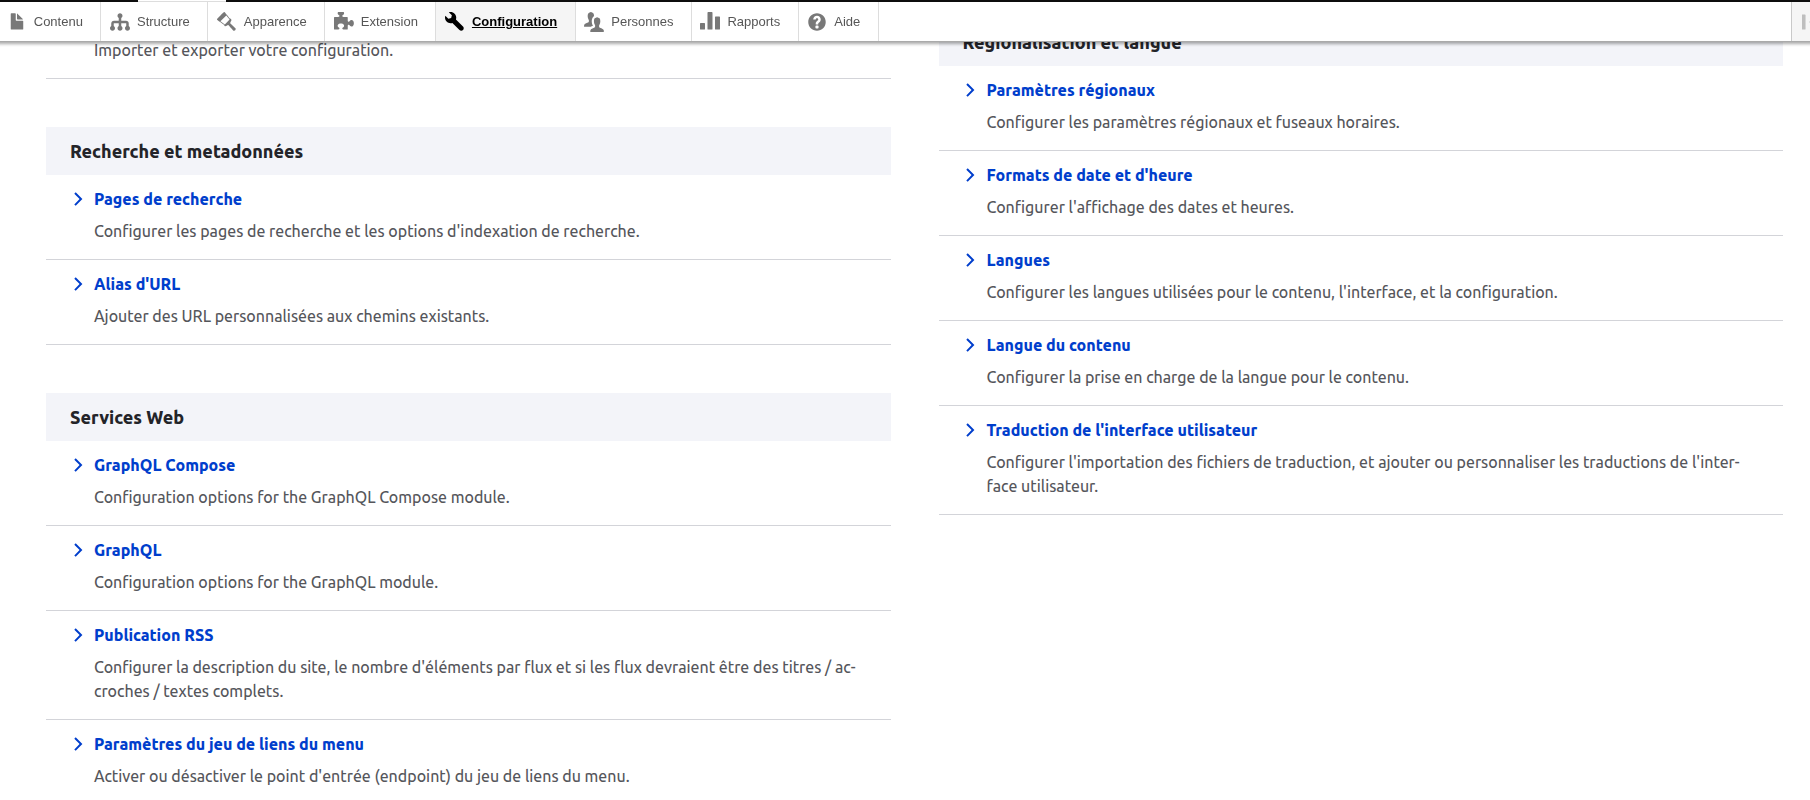 Contenu
Structure
Apparence
Extension
Configuration
Personnes
Rapports
Aide
Importer et exporter votre configuration.
Recherche et metadonnées
Pages de recherche
Configurer les pages de recherche et les options d'indexation de recherche.
Alias d'URL
Ajouter des URL personnalisées aux chemins existants.
Services Web
GraphQL Compose
Configuration options for the GraphQL Compose module.
GraphQL
Configuration options for the GraphQL module.
Publication RSS
Configurer la description du site, le nombre d'éléments par flux et si les flux devraient être des titres / ac-
croches / textes complets.
Paramètres du jeu de liens du menu
Activer ou désactiver le point d'entrée (endpoint) du jeu de liens du menu.
Régionalisation et langue
Paramètres régionaux
Configurer les paramètres régionaux et fuseaux horaires.
Formats de date et d'heure
Configurer l'affichage des dates et heures.
Langues
Configurer les langues utilisées pour le contenu, l'interface, et la configuration.
Langue du contenu
Configurer la prise en charge de la langue pour le contenu.
Traduction de l'interface utilisateur
Configurer l'importation des fichiers de traduction, et ajouter ou personnaliser les traductions de l'inter-
face utilisateur.